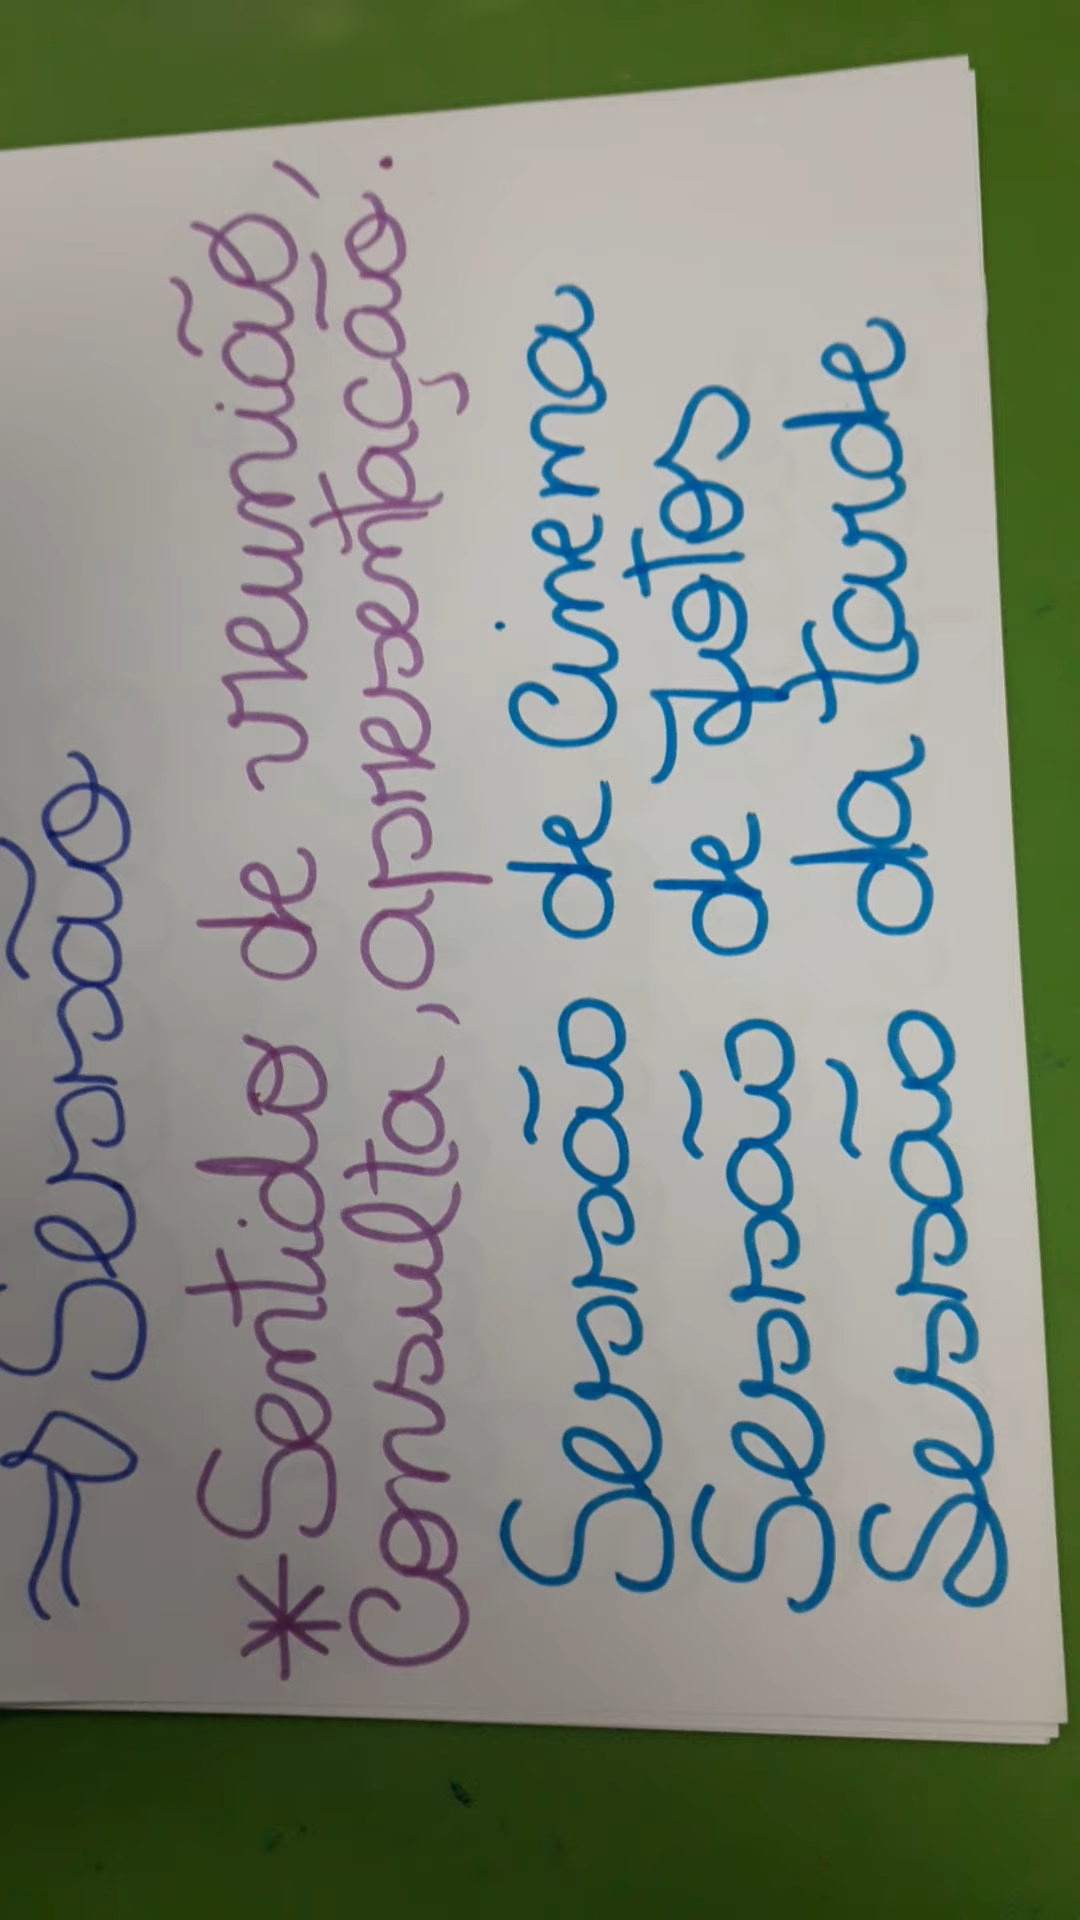 ⇒ Sessão
* Sentido de reunião,
Consulta, apresentação.
Sessão de Cinema
Sessão de fotos
Sessão da tarde